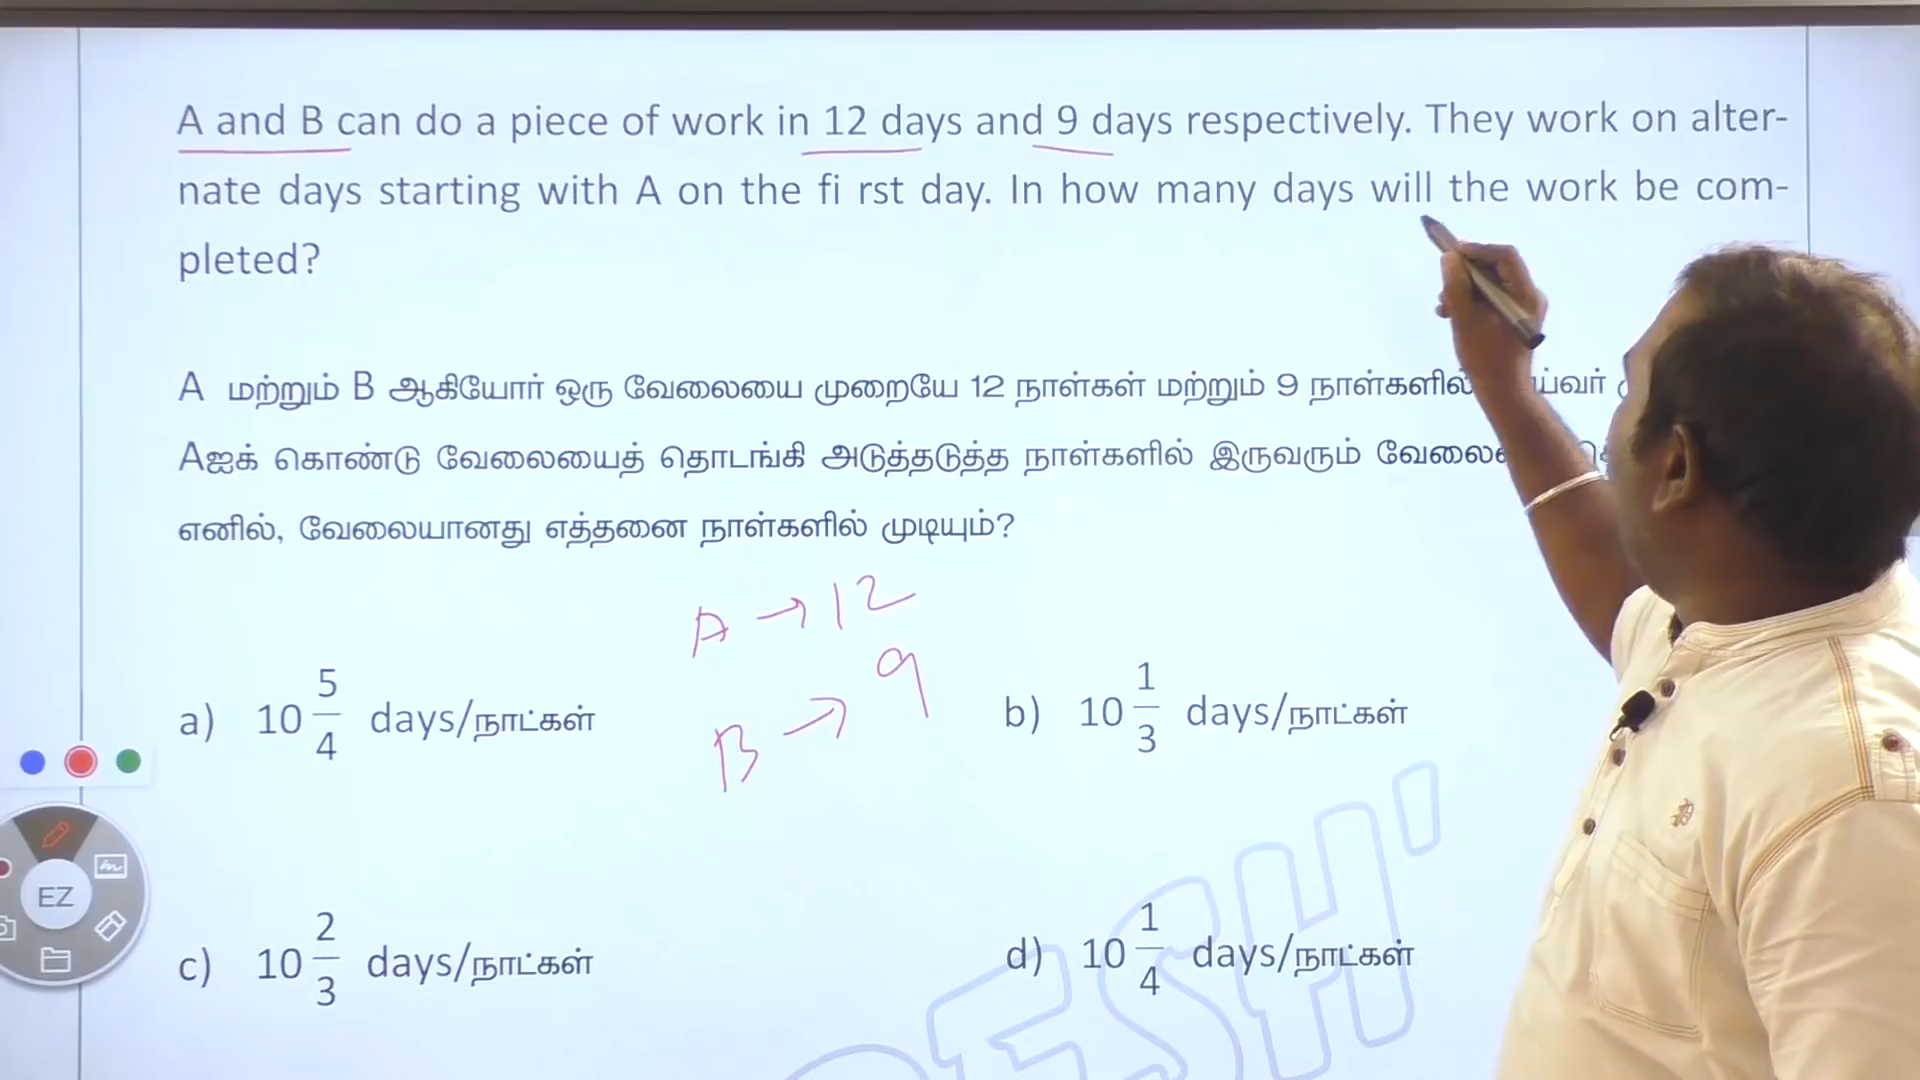 A and B can do a piece of work in 12 days and 9 days respectively. They work on alter-
nate days starting with A on the fi rst day. In how many days will the work be com-
pleted?
A மற்றும் B ஆகியோர் ஒரு வேலையை முறையே 12 நாள்கள் மற்றும் 9 நாள்களில்
Aஐக் கொண்டு வேலையைத் தொடங்கி அடுத்தடுத்த நாள்களில் இருவரும்
எனில், வேலையானது எத்தனை நாள்களில் முடியும்?
A → 12
B → 9
a) 10 5/4 days/நாட்கள்
b) 10 1/3 days/நாட்கள்
c) 10 2/3 days/நாட்கள்
d) 10 1/4 days/நாட்கள்
EZ